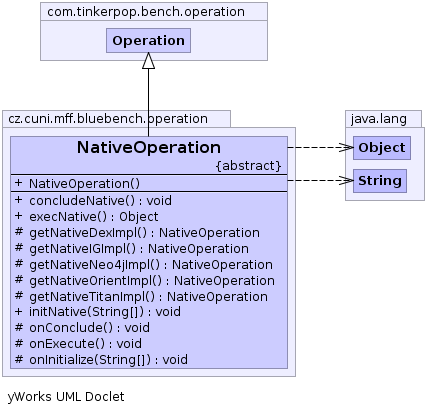 com.tinkerpop.bench.operation
Operation
cz.cuni.mff.bluebench.operation
NativeOperation
{abstract}
+ NativeOperation()
+ concludeNative() : void
+ execNative() : Object
# getNativeDexImpl() : NativeOperation
# getNativeIGImpl() : NativeOperation
# getNativeNeo4jImpl() : NativeOperation
# getNativeOrientImpl() : NativeOperation
# getNativeTitanImpl() : NativeOperation
+ initNative(String[]) : void
# onConclude() : void
# onExecute() : void
# onInitialize(String[]) : void
java.lang
Object
String
yWorks UML Doclet